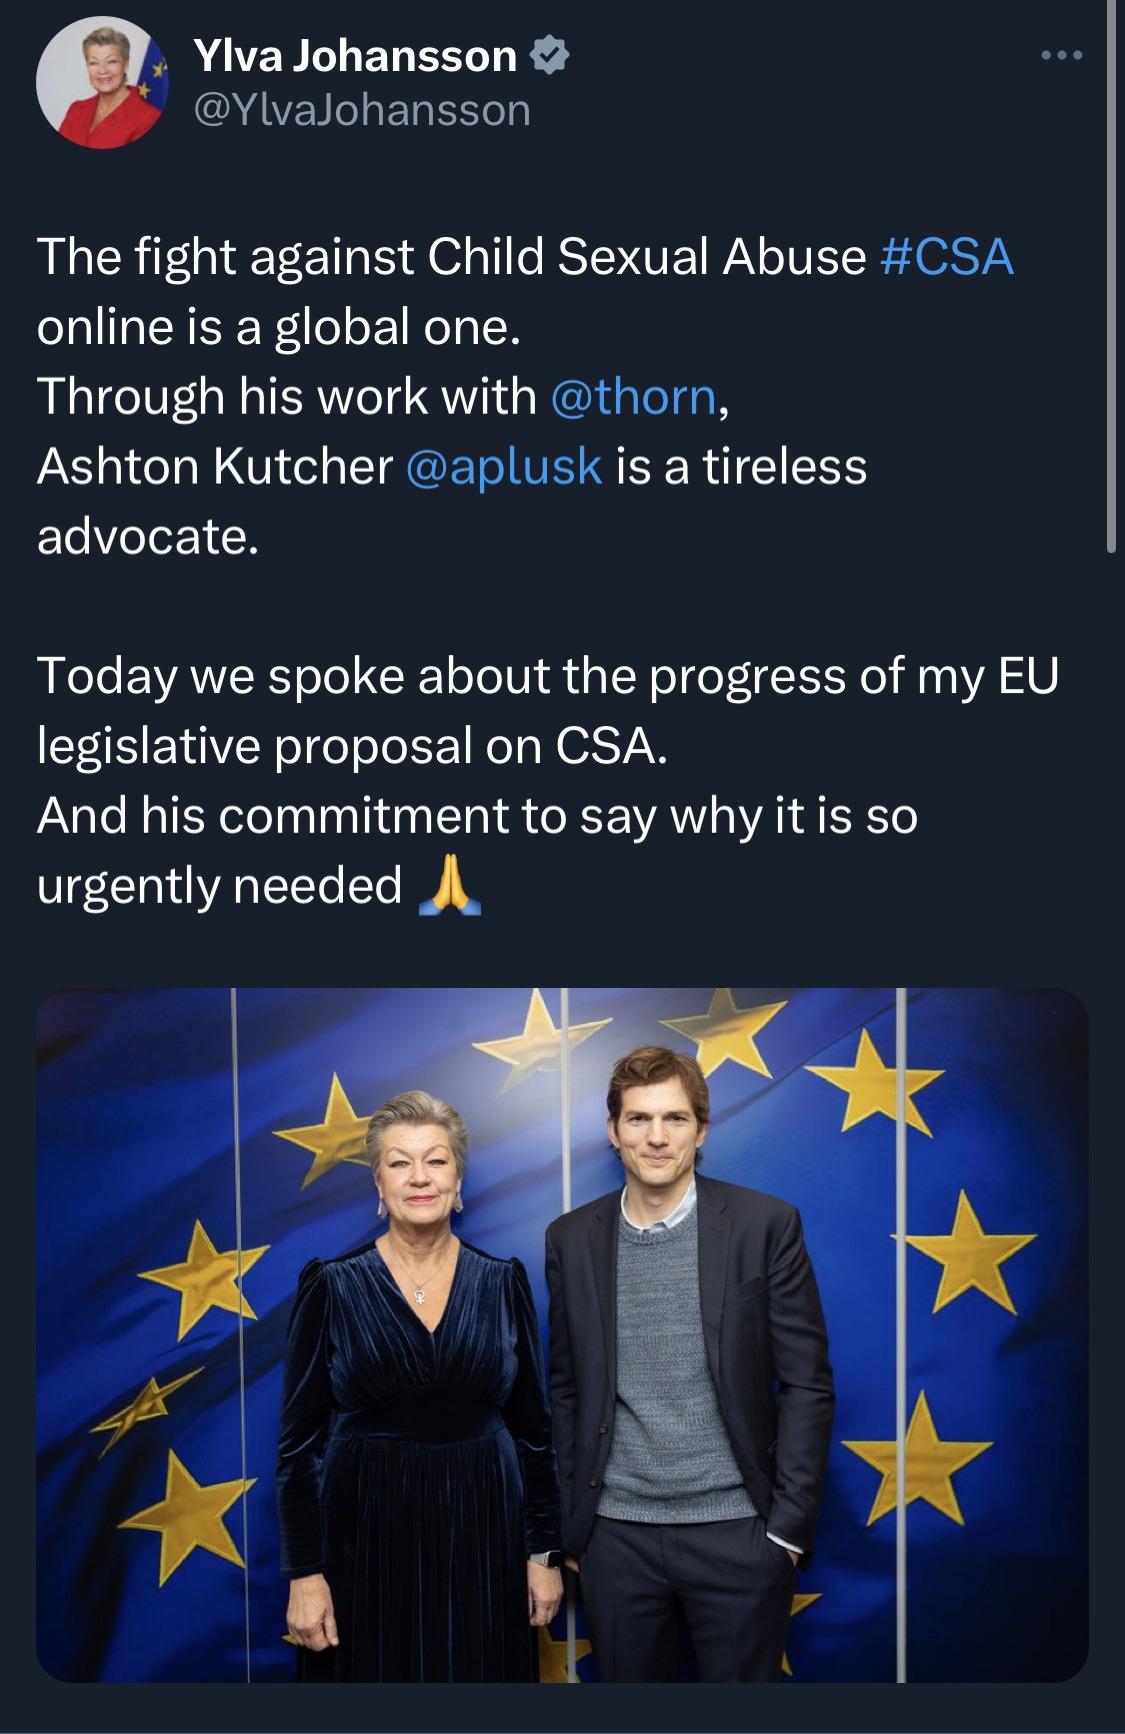 Ylva Johansson
@YlvaJohansson
The fight against Child Sexual Abuse #CSA
online is a global one.
Through his work with @thorn,
Ashton Kutcher @aplusk is a tireless
advocate.
Today we spoke about the progress of my EU
legislative proposal on CSA.
And his commitment to say why it is so
urgently needed 🙏